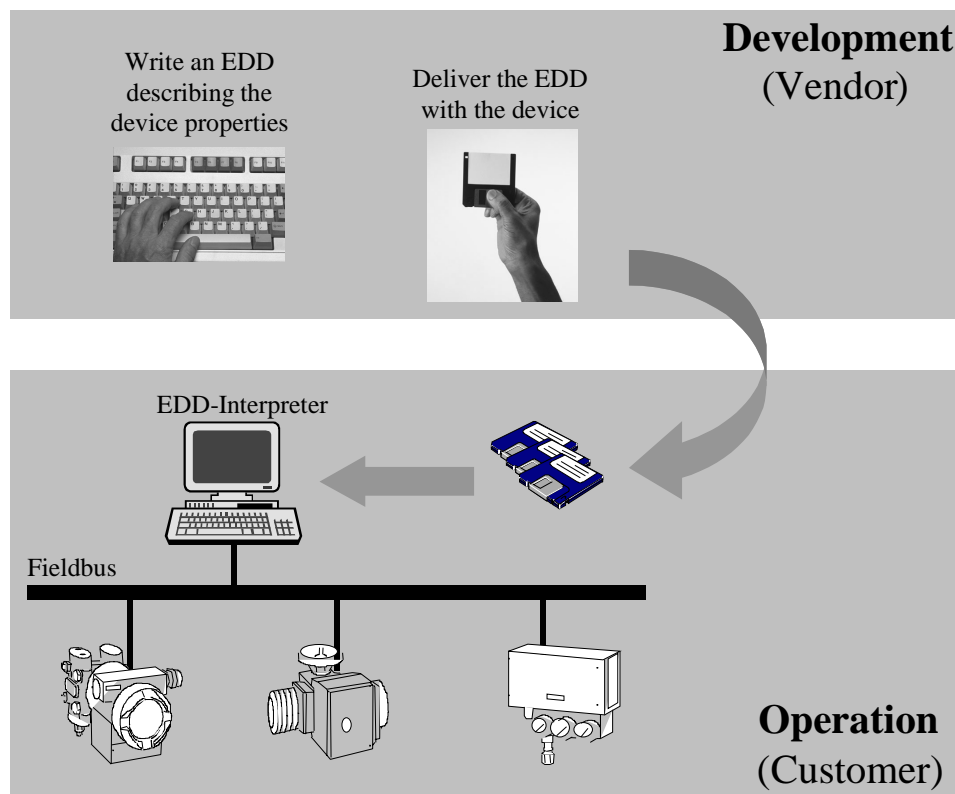 Development
(Vendor)
Write an EDD
describing the
device properties
Deliver the EDD
with the device
EDD-Interpreter
Fieldbus
Operation
(Customer)